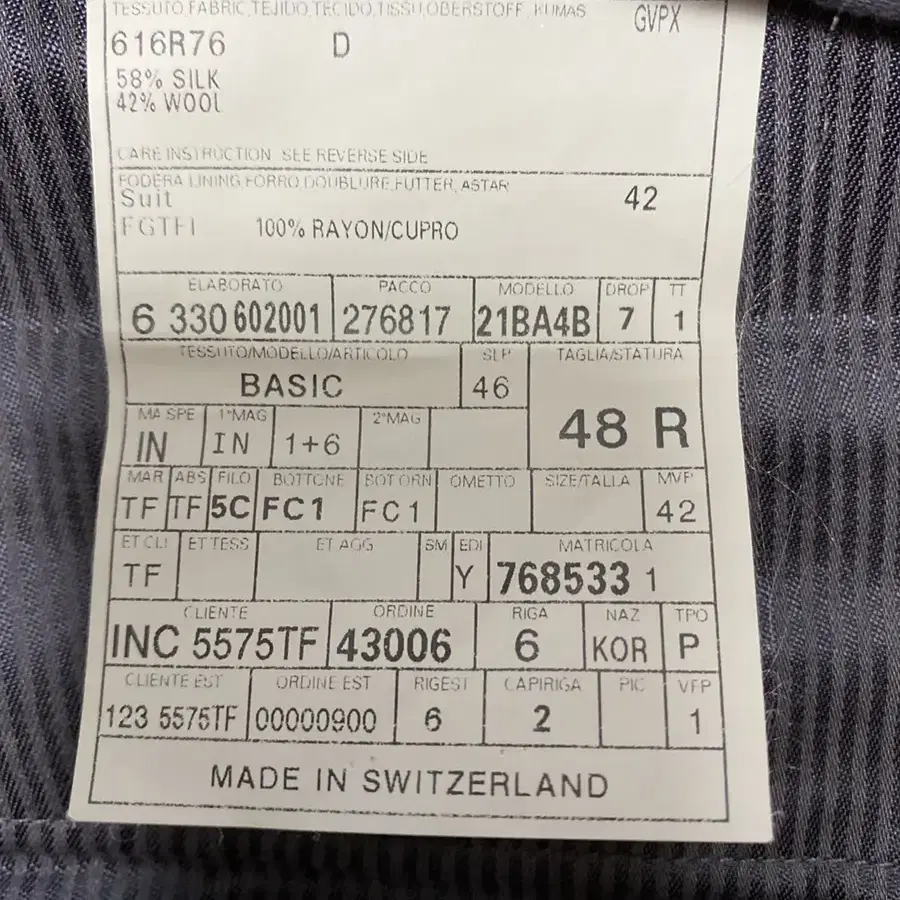 TESSUTO, FABRIC, TEJIDO, TECIDO, TISSU, OBERSTOFF, KUMAS
GVPX
616R76 D
58% SILK
42% WOOL
CARE INSTRUCTION SEE REVERSE SIDE
FODERA LINING FORRO, DOUBLURE, FUTTER, ASTAR
Suit 42
100% RAYON/CUPRO
ELABORATO PACCO MODELLO DROP TT
6 330602001 276817 21BA4B 7 1
TESSUTO/MODELLO/ARTICOLO TAGLIA/STATURA
BASIC 46 48 R
MA SPE 1°MAG 2°MAG
IN IN 1+6
MAR ABS FILO BOTTONE BOT ORN OMETTO SIZE/TALLA MVP
TF TF 5C FC1 FC1 42
ET CLI ET TESS ET AGG SM EDI MATRICOLA
TF Y 768533 1
CLIENTE ORDINE RIGA NAZ TPO
INC 5575TF 43006 6 KOR P
CLIENTE EST ORDINE EST RIGEST CAPIRIGA PIC VFP
123 5575TF 00000900 6 2 1
MADE IN SWITZERLAND